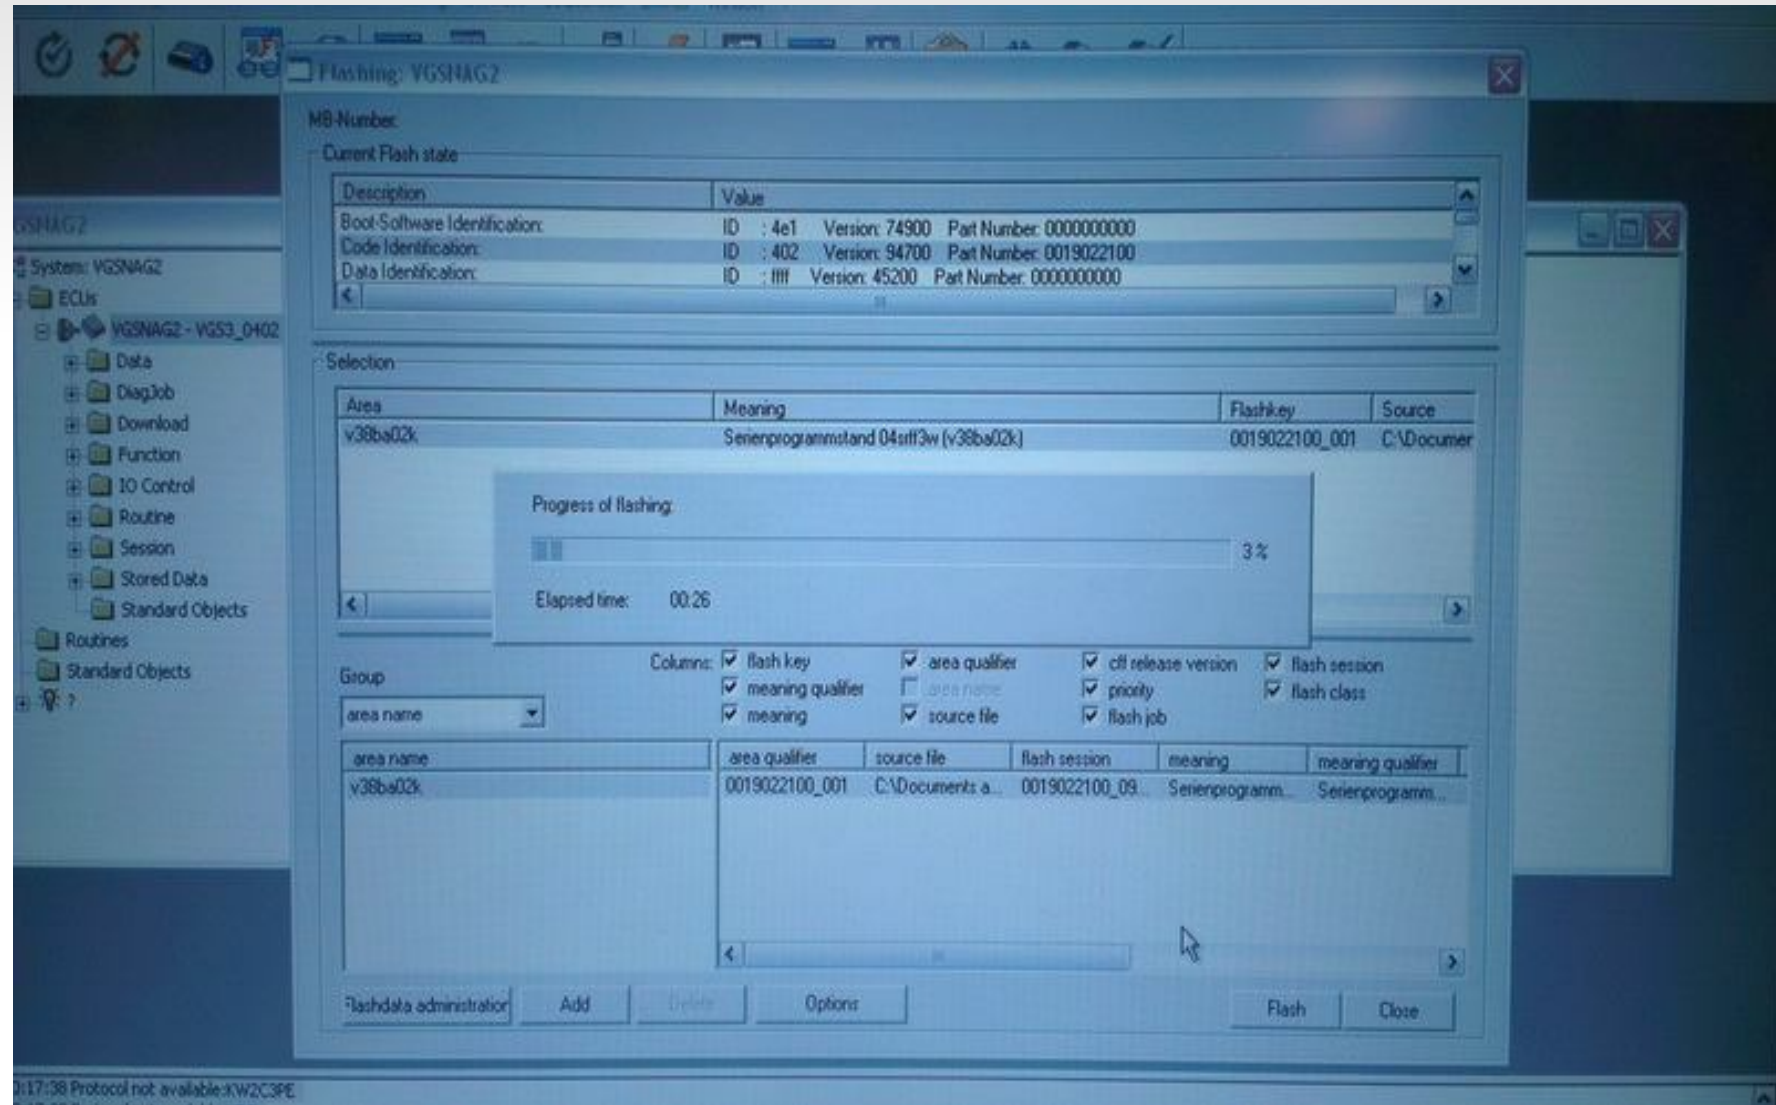 Flashing: VGSNAG2
MB-Number:
Current Flash state
Description Value
Boot-Software Identification: ID : 4e1 Version: 74900 Part Number: 0000000000
Code Identification: ID : 402 Version: 94700 Part Number: 0019022100
Data Identification: ID : ffff Version: 45200 Part Number: 0000000000
System: VGSNAG2
ECUs
VGSNAG2 - VGS3_0402
Data
DiagJob
Download
Function
IO Control
Routine
Session
Stored Data
Standard Objects
Routines
Standard Objects
?
Selection
Area Meaning Flashkey Source
v38ba02k Serienprogrammstand (v38ba02k) 0019022100_001 C:\Documer
Progress of flashing:
3 %
Elapsed time: 00:26
Group
area name
Columns: flash key area qualifier cff release version flash session
meaning qualifier area name priority flash class
meaning source file flash job
area name area qualifier source file flash session meaning meaning qualifier
v38ba02k 0019022100_001 C:\Documents a... 0019022100_09... Serienprogramm... Serienprogramm...
Flashdata administration Add Delete Options Flash Close
:17:38 Protocol not available:KW2C3PE